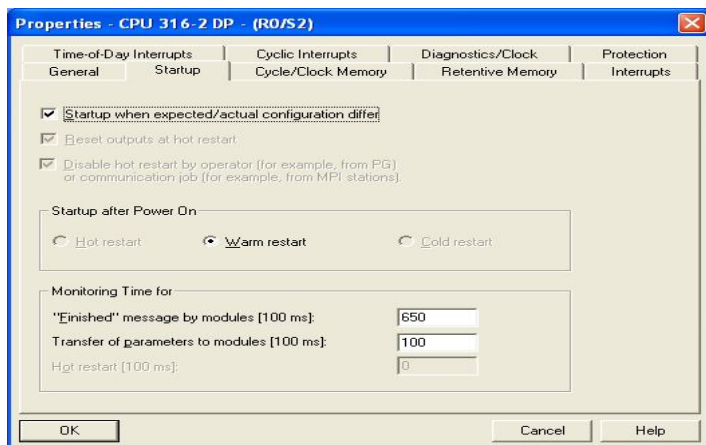 Properties - CPU 316-2 DP - (R0/S2)
Time-of-Day Interrupts Cyclic Interrupts Diagnostics/Clock Protection
General Startup Cycle/Clock Memory Retentive Memory Interrupts
Startup when expected/actual configuration differ
Reset outputs at hot restart
Disable hot restart by operator (for example, from PG)
or communication job (for example, from MPI stations).
Startup after Power On
Hot restart Warm restart Cold restart
Monitoring Time for
"Finished" message by modules [100 ms]: 650
Transfer of parameters to modules [100 ms]: 100
Hot restart [100 ms]: 0
OK Cancel Help